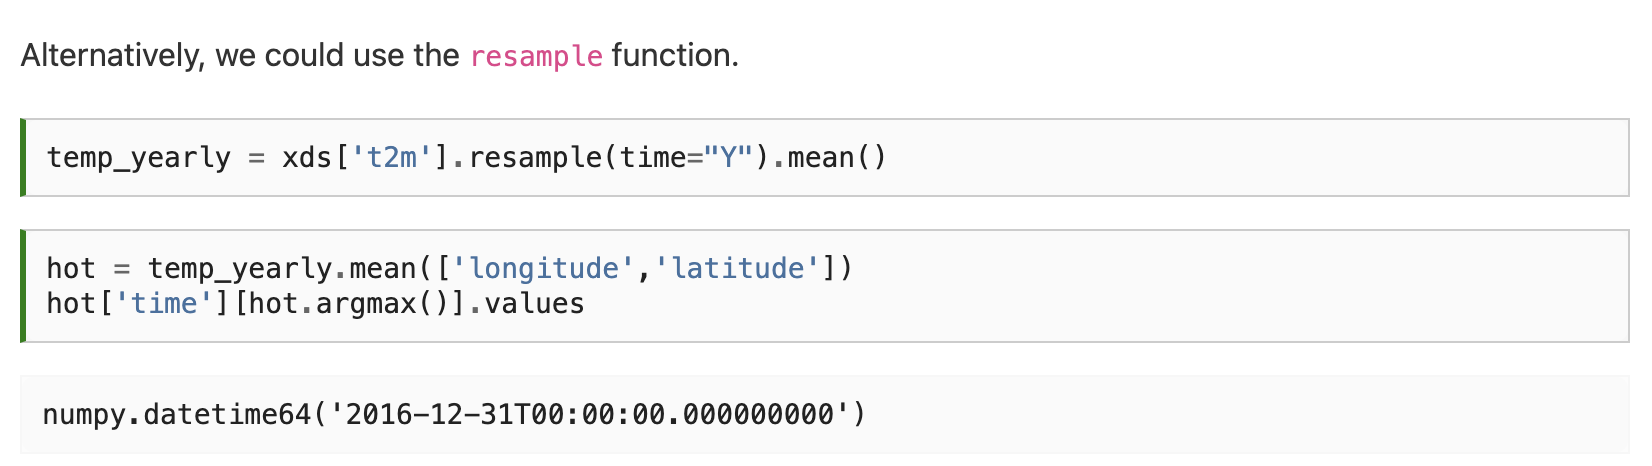 Alternatively, we could use the resample function.
temp_yearly = xds['t2m'].resample(time="Y").mean()
hot = temp_yearly.mean(['longitude','latitude'])
hot['time'][hot.argmax()].values
numpy.datetime64('2016-12-31T00:00:00.000000000')